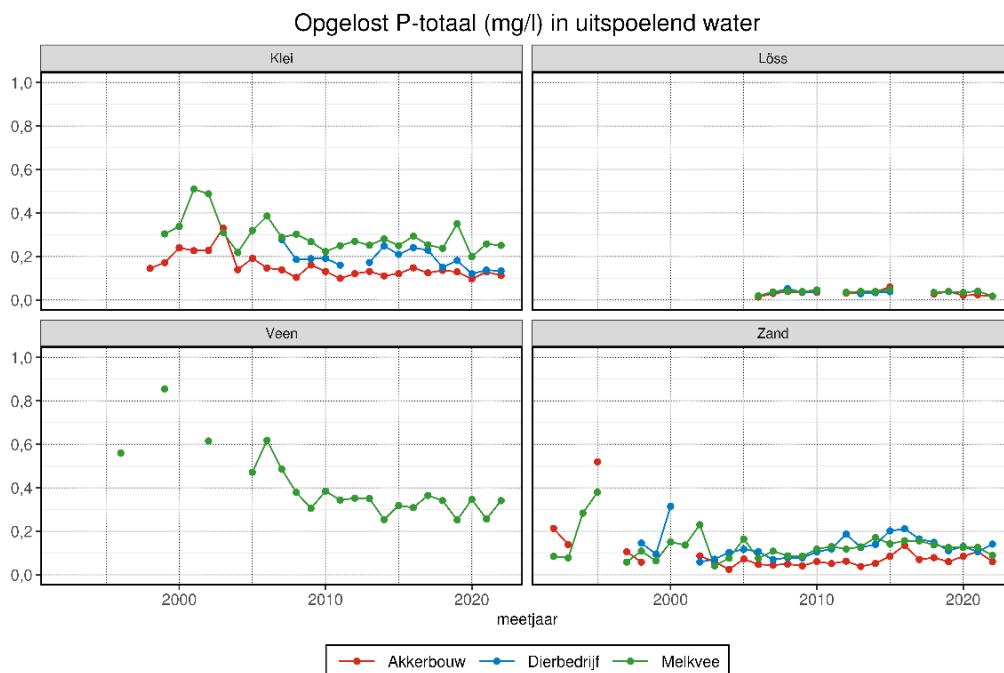 Opgelost P-totaal (mg/l) in uitspoelend water
Klei
Löss
1,0
0,8
0,6
0,4
0,2
0,0
Veen
Zand
1,0
0,8
0,6
0,4
0,2
0,0
2000 2010 2020 2000 2010 2020
meetjaar
Akkerbouw Dierbedrijf Melkvee